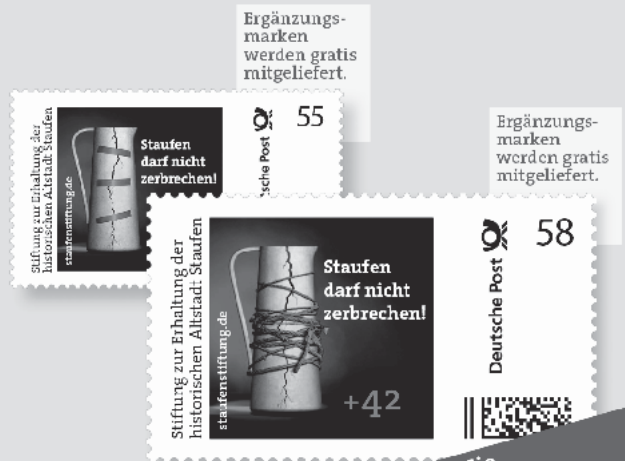 Ergänzungs-
marken
werden gratis
mitgeliefert.
Stiftung zur Erhaltung der
historischen Altstadt Staufen
staufenstiftung.de
Staufen
darf nicht
zerbrechen!
Deutsche Post
55
Ergänzungs-
marken
werden gratis
mitgeliefert.
Stiftung zur Erhaltung der
historischen Altstadt Staufen
staufenstiftung.de
Staufen
darf nicht
zerbrechen!
+42
Deutsche Post
58